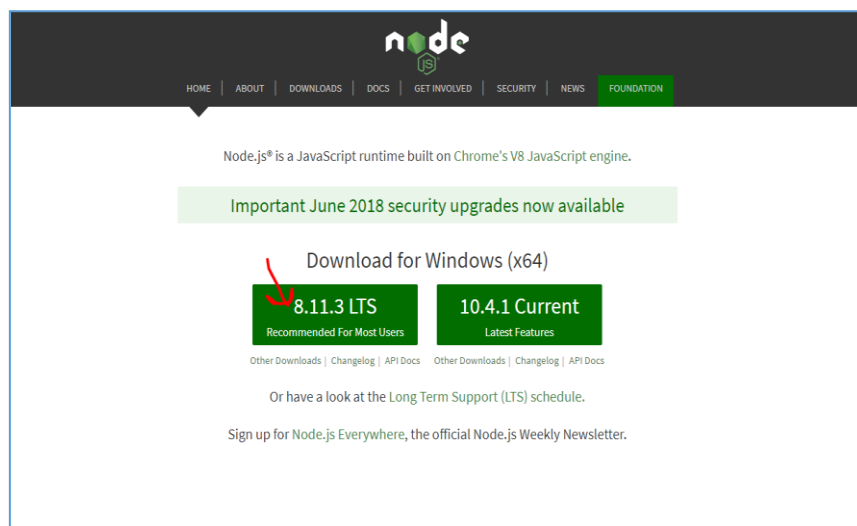 node
JS
HOME | ABOUT | DOWNLOADS | DOCS | GET INVOLVED | SECURITY | NEWS | FOUNDATION
Node.js® is a JavaScript runtime built on Chrome's V8 JavaScript engine.
Important June 2018 security upgrades now available
Download for Windows (x64)
8.11.3 LTS
Recommended For Most Users
10.4.1 Current
Latest Features
Other Downloads | Changelog | API Docs
Other Downloads | Changelog | API Docs
Or have a look at the Long Term Support (LTS) schedule.
Sign up for Node.js Everywhere, the official Node.js Weekly Newsletter.